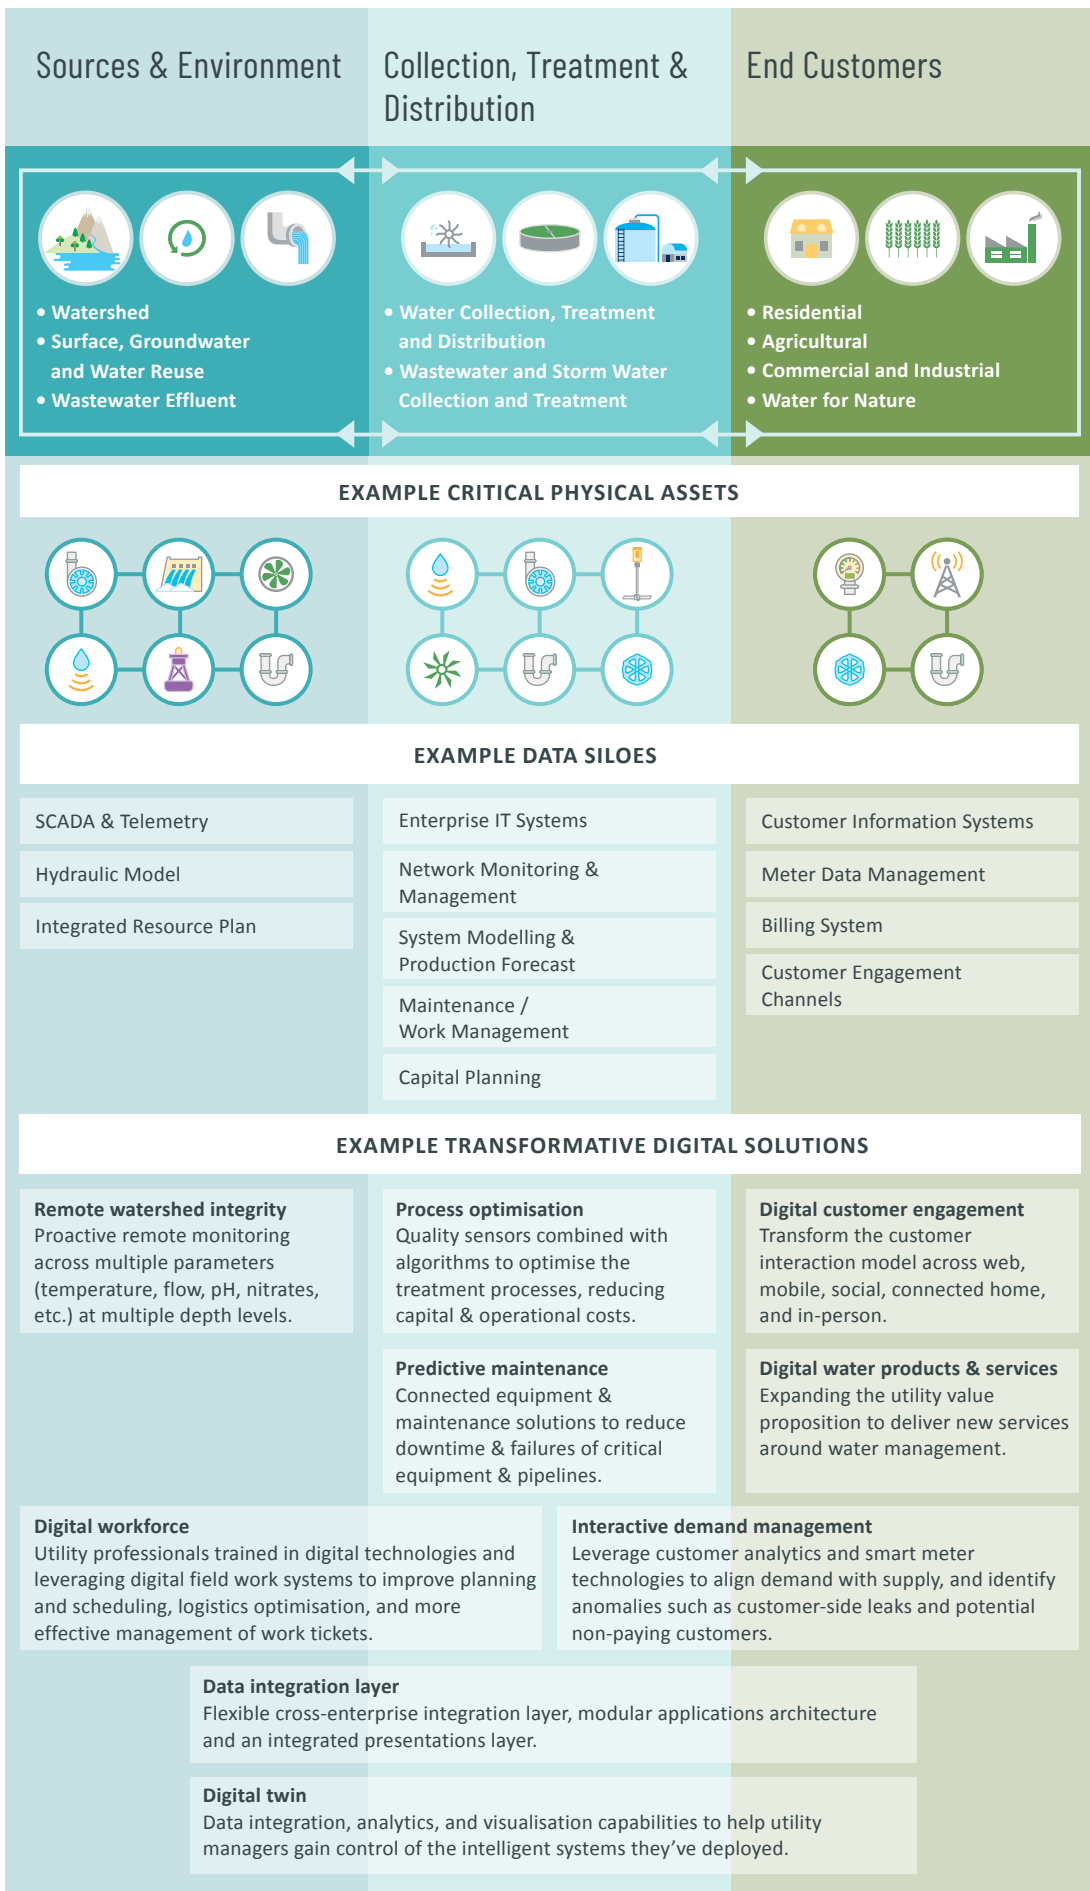 Sources & Environment
Collection, Treatment &
Distribution
End Customers
• Watershed
• Surface, Groundwater
and Water Reuse
• Wastewater Effluent
• Water Collection, Treatment
and Distribution
• Wastewater and Storm Water
Collection and Treatment
• Residential
• Agricultural
• Commercial and Industrial
• Water for Nature
EXAMPLE CRITICAL PHYSICAL ASSETS
EXAMPLE DATA SILOES
SCADA & Telemetry
Hydraulic Model
Integrated Resource Plan
Enterprise IT Systems
Network Monitoring &
Management
System Modelling &
Production Forecast
Maintenance /
Work Management
Capital Planning
Customer Information Systems
Meter Data Management
Billing System
Customer Engagement
Channels
EXAMPLE TRANSFORMATIVE DIGITAL SOLUTIONS
Remote watershed integrity
Proactive remote monitoring
across multiple parameters
(temperature, flow, pH, nitrates,
etc.) at multiple depth levels.
Process optimisation
Quality sensors combined with
algorithms to optimise the
treatment processes, reducing
capital & operational costs.
Digital customer engagement
Transform the customer
interaction model across web,
mobile, social, connected home,
and in-person.
Predictive maintenance
Connected equipment &
maintenance solutions to reduce
downtime & failures of critical
equipment & pipelines.
Digital water products & services
Expanding the utility value
proposition to deliver new services
around water management.
Digital workforce
Utility professionals trained in digital technologies and
leveraging digital field work systems to improve planning
and scheduling, logistics optimisation, and more
effective management of work tickets.
Interactive demand management
Leverage customer analytics and smart meter
technologies to align demand with supply, and identify
anomalies such as customer-side leaks and potential
non-paying customers.
Data integration layer
Flexible cross-enterprise integration layer, modular applications architecture
and an integrated presentations layer.
Digital twin
Data integration, analytics, and visualisation capabilities to help utility
managers gain control of the intelligent systems they've deployed.